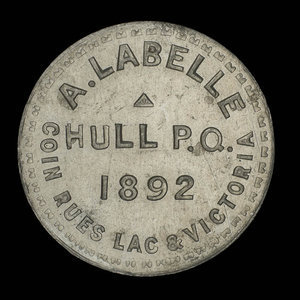 A. LABELLE
HULL P.Q.
1892
COIN RUES LAC & VICTORIA